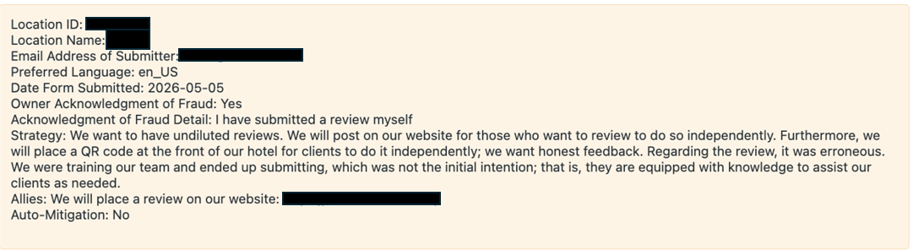 Location ID:
Location Name:
Email Address of Submitter:
Preferred Language: en_US
Date Form Submitted: 2026-05-05
Owner Acknowledgment of Fraud: Yes
Acknowledgment of Fraud Detail: I have submitted a review myself
Strategy: We want to have undiluted reviews. We will post on our website for those who want to review to do so independently. Furthermore, we
will place a QR code at the front of our hotel for clients to do it independently; we want honest feedback. Regarding the review, it was erroneous.
We were training our team and ended up submitting, which was not the initial intention; that is, they are equipped with knowledge to assist our
clients as needed.
Allies: We will place a review on our website:
Auto-Mitigation: No